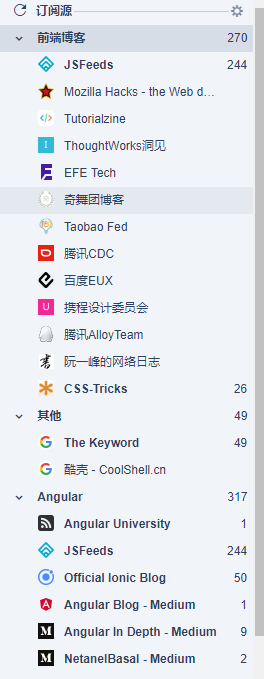 订阅源
前端博客 270
JSFeeds 244
Mozilla Hacks - the Web d…
Tutorialzine
ThoughtWorks洞见
EFE Tech
奇舞团博客
Taobao Fed
腾讯CDC
百度EUX
携程设计委员会
腾讯AlloyTeam
阮一峰的网络日志
CSS-Tricks 26
其他 49
The Keyword 49
酷壳 - CoolShell.cn
Angular 317
Angular University 1
JSFeeds 244
Official Ionic Blog 50
Angular Blog - Medium 1
Angular In Depth - Medium 9
NetanelBasal - Medium 2